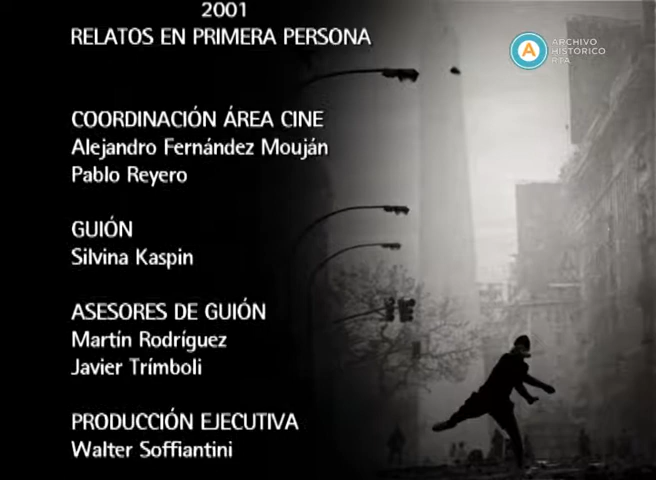 2001
RELATOS EN PRIMERA PERSONA
ARCHIVO
HISTORICO
RTA
COORDINACIÓN ÁREA CINE
Alejandro Fernández Mouján
Pablo Reyero
GUIÓN
Silvina Kaspin
ASESORES DE GUIÓN
Martín Rodríguez
Javier Trímboli
PRODUCCIÓN EJECUTIVA
Walter Soffiantini